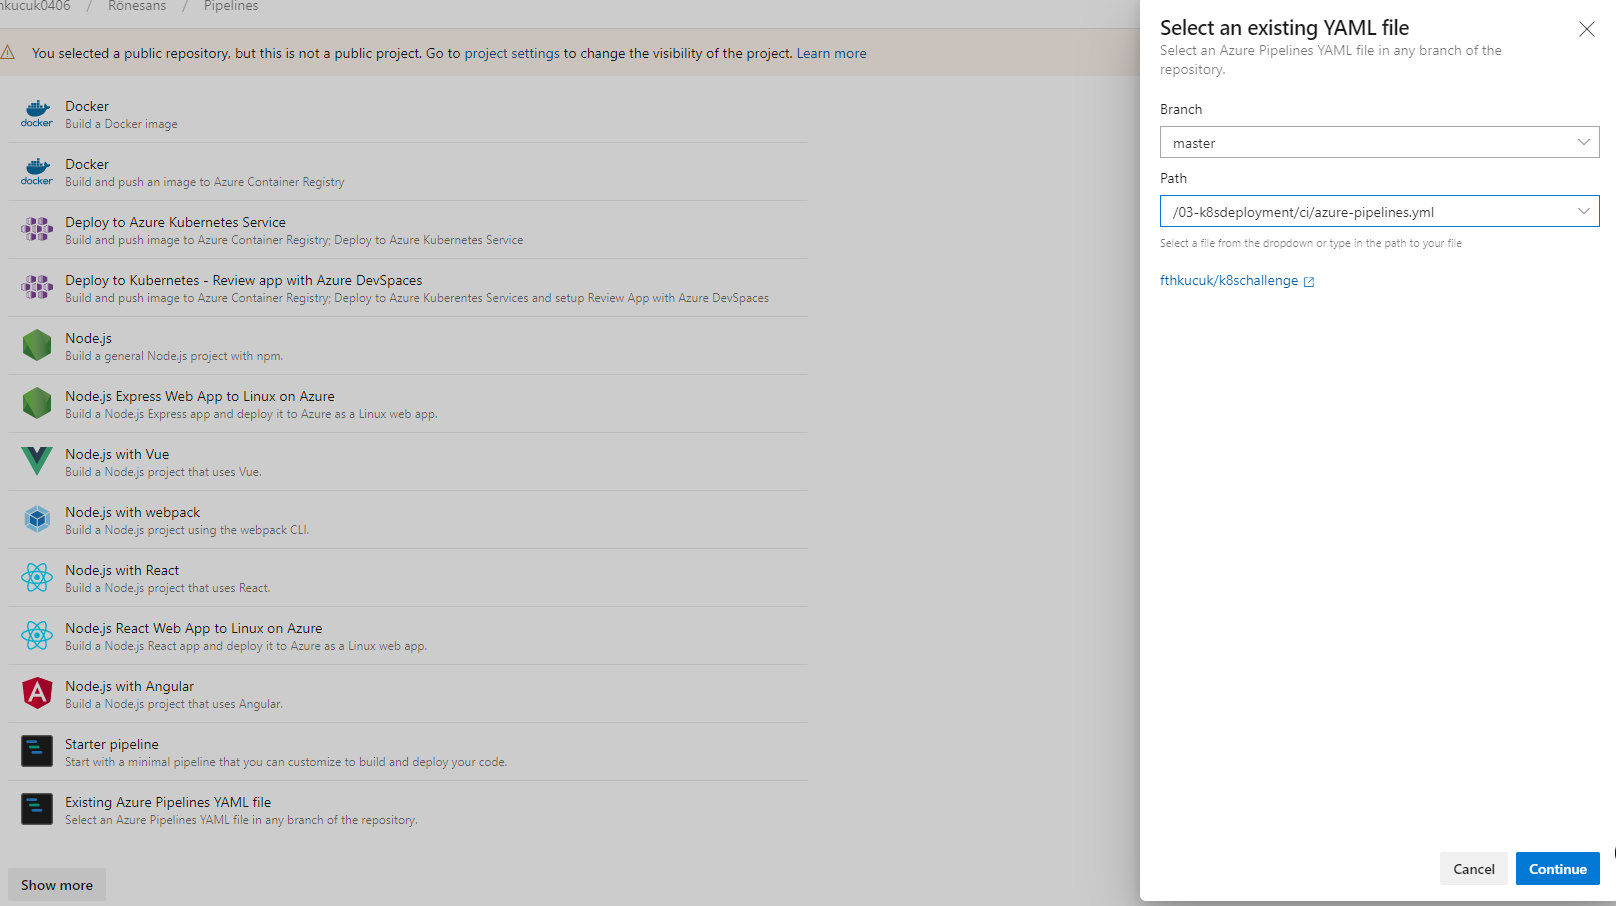 hkucuk0406 / Rönesans / Pipelines
You selected a public repository, but this is not a public project. Go to project settings to change the visibility of the project. Learn more
docker
Docker
Build a Docker image
docker
Docker
Build and push an image to Azure Container Registry
Deploy to Azure Kubernetes Service
Build and push image to Azure Container Registry; Deploy to Azure Kubernetes Service
Deploy to Kubernetes - Review app with Azure DevSpaces
Build and push image to Azure Container Registry; Deploy to Azure Kuberentes Services and setup Review App with Azure DevSpaces
Node.js
Build a general Node.js project with npm.
Node.js Express Web App to Linux on Azure
Build a Node.js Express app and deploy it to Azure as a Linux web app.
Node.js with Vue
Build a Node.js project that uses Vue.
Node.js with webpack
Build a Node.js project using the webpack CLI.
Node.js with React
Build a Node.js project that uses React.
Node.js React Web App to Linux on Azure
Build a Node.js React app and deploy it to Azure as a Linux web app.
Node.js with Angular
Build a Node.js project that uses Angular.
Starter pipeline
Start with a minimal pipeline that you can customize to build and deploy your code.
Existing Azure Pipelines YAML file
Select an Azure Pipelines YAML file in any branch of the repository.
Show more
Select an existing YAML file
Select an Azure Pipelines YAML file in any branch of the
repository.
Branch
master
Path
/03-k8sdeployment/ci/azure-pipelines.yml
Select a file from the dropdown or type in the path to your file
fthkucuk/k8schallenge
Cancel
Continue